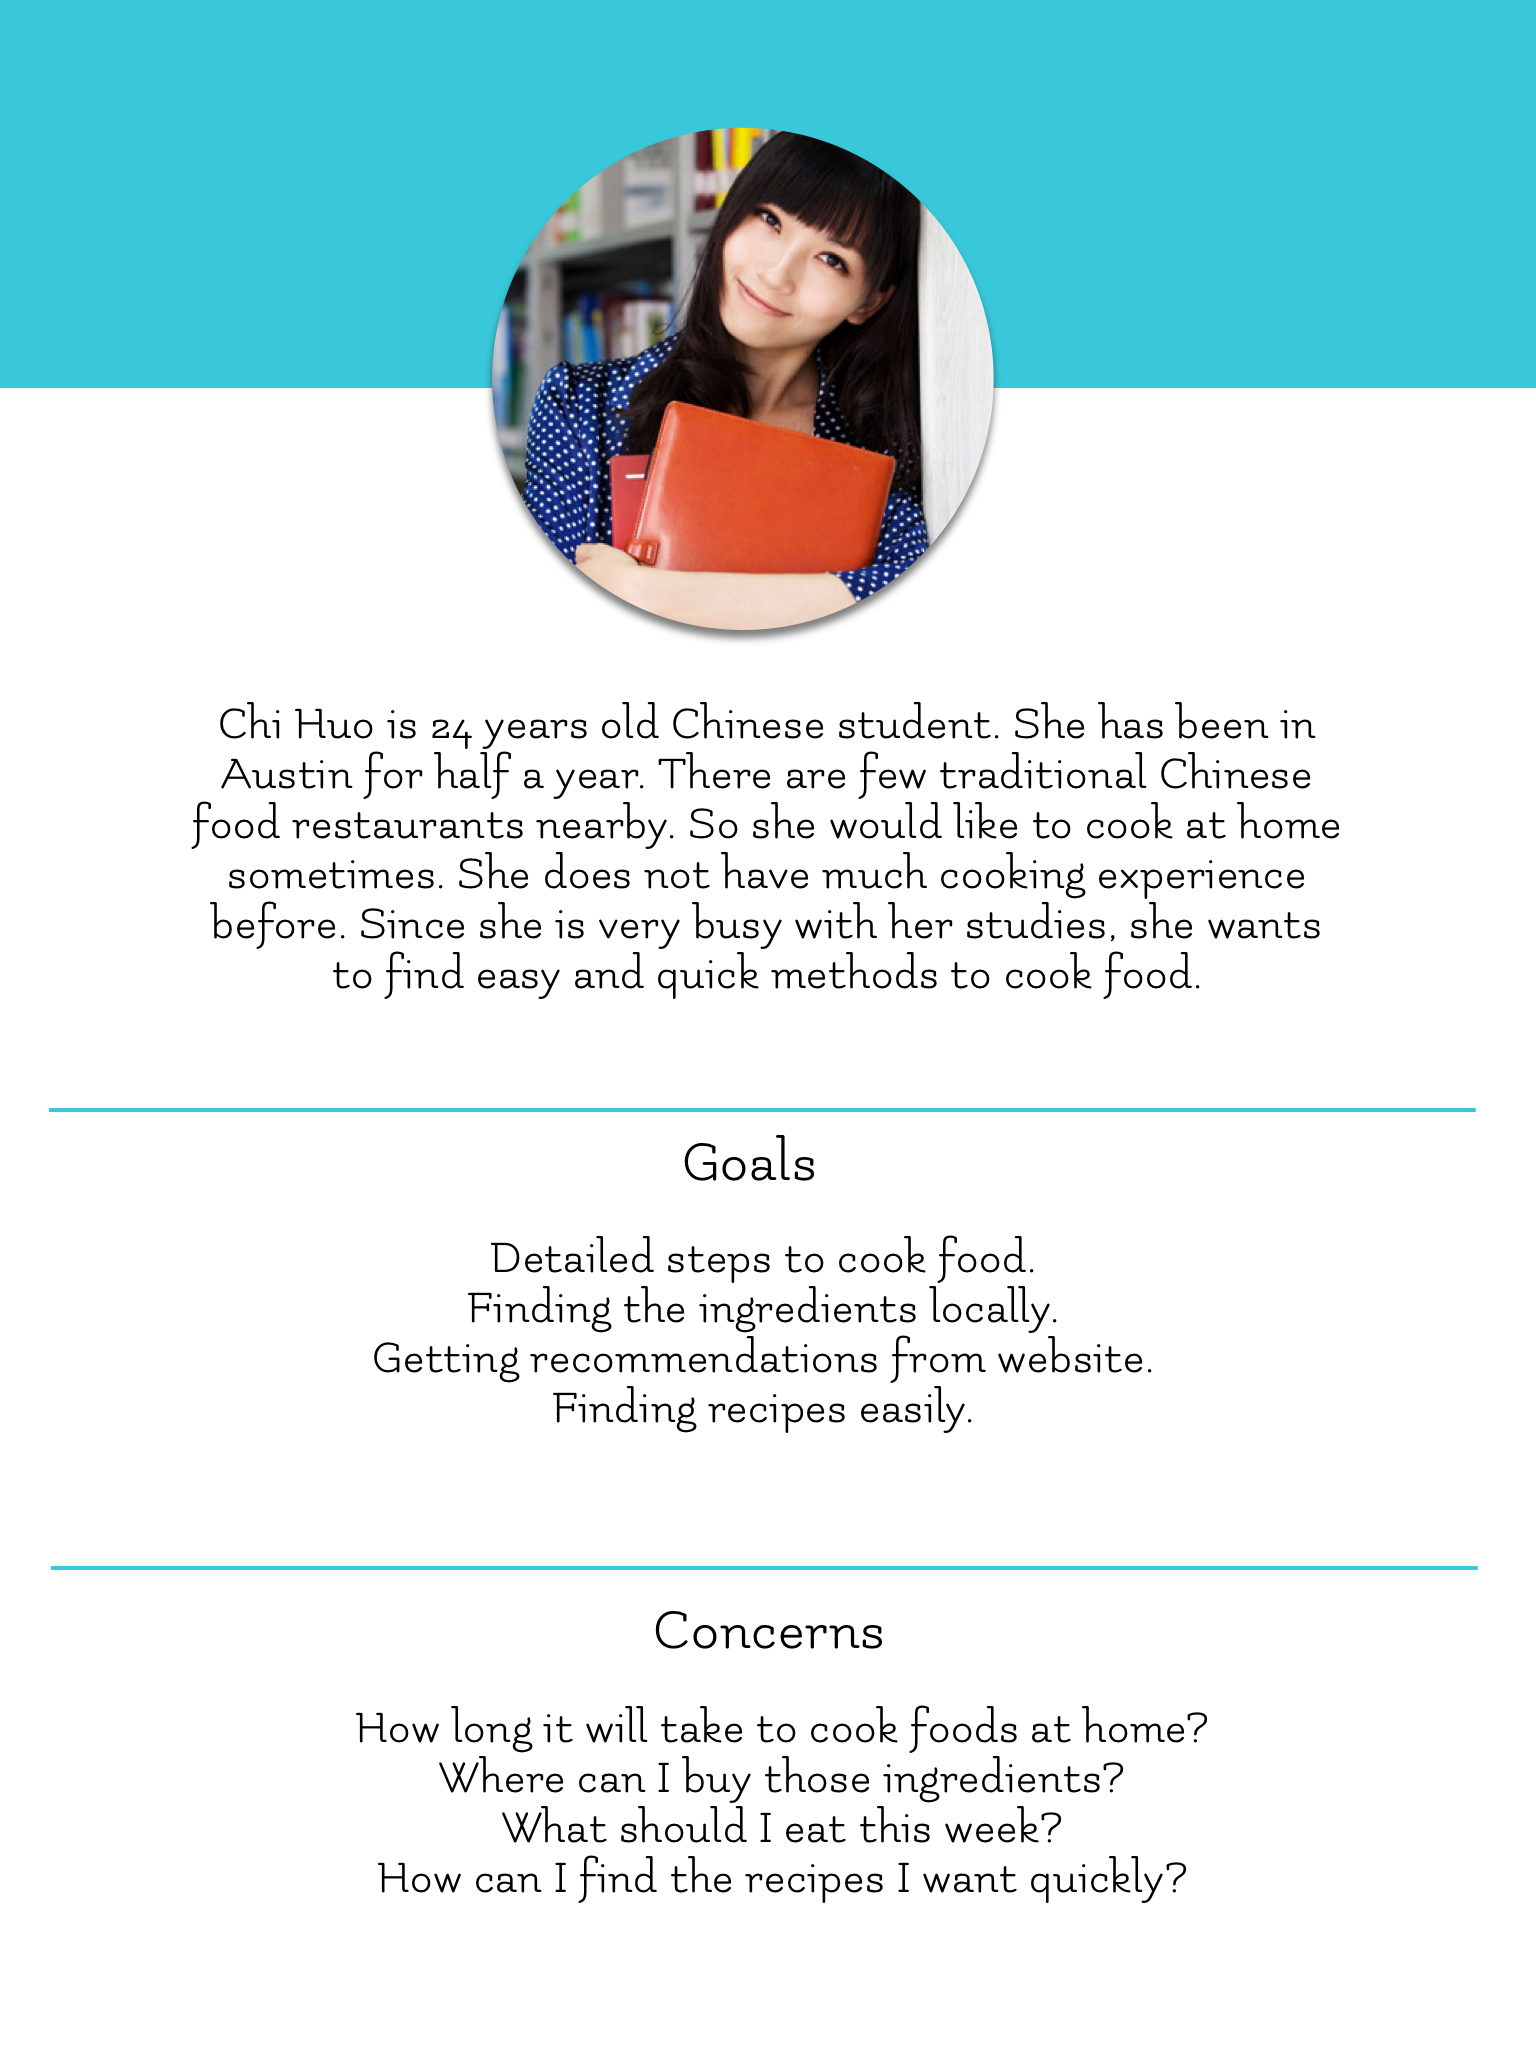 Chi Huo is 24 years old Chinese student. She has been in
Austin for half a year. There are few traditional Chinese
food restaurants nearby. So she would like to cook at home
sometimes. She does not have much cooking experience
before. Since she is very busy with her studies, she wants
to find easy and quick methods to cook food.
Goals
Detailed steps to cook food.
Finding the ingredients locally.
Getting recommendations from website.
Finding recipes easily.
Concerns
How long it will take to cook foods at home?
Where can I buy those ingredients?
What should I eat this week?
How can I find the recipes I want quickly?